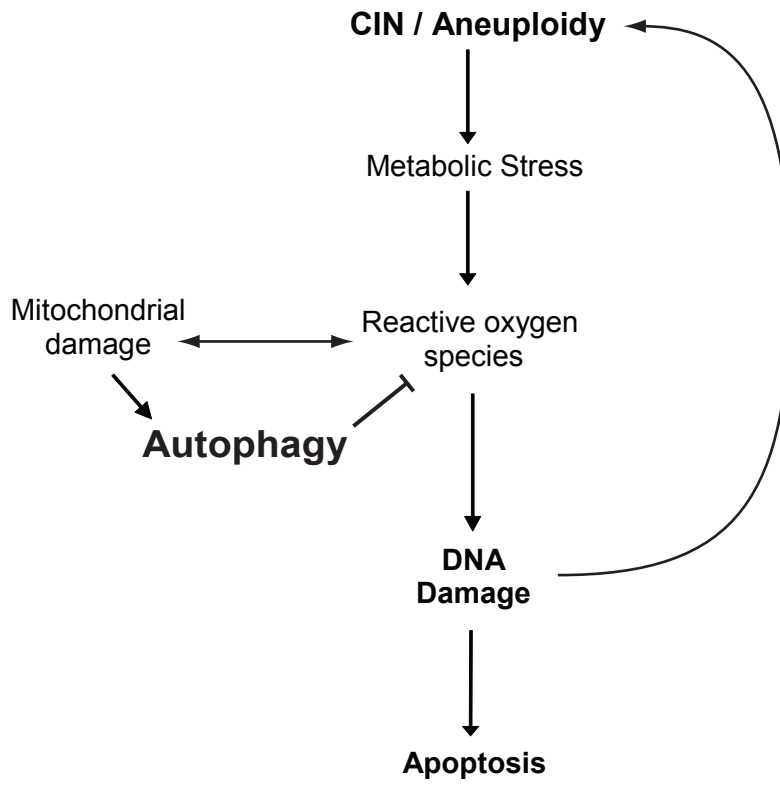 CIN / Aneuploidy
Metabolic Stress
Mitochondrial
damage
Reactive oxygen
species
Autophagy
DNA
Damage
Apoptosis